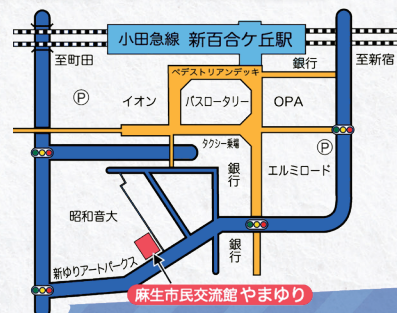 小田急線 新百合ケ丘駅
至町田
至新宿
ペデストリアンデッキ
銀行
Ⓟ
イオン
バスロータリー
OPA
タクシー乗場
Ⓟ
銀行
エルミロード
昭和音大
銀行
新ゆりアートパークス
麻生市民交流館 やまゆり